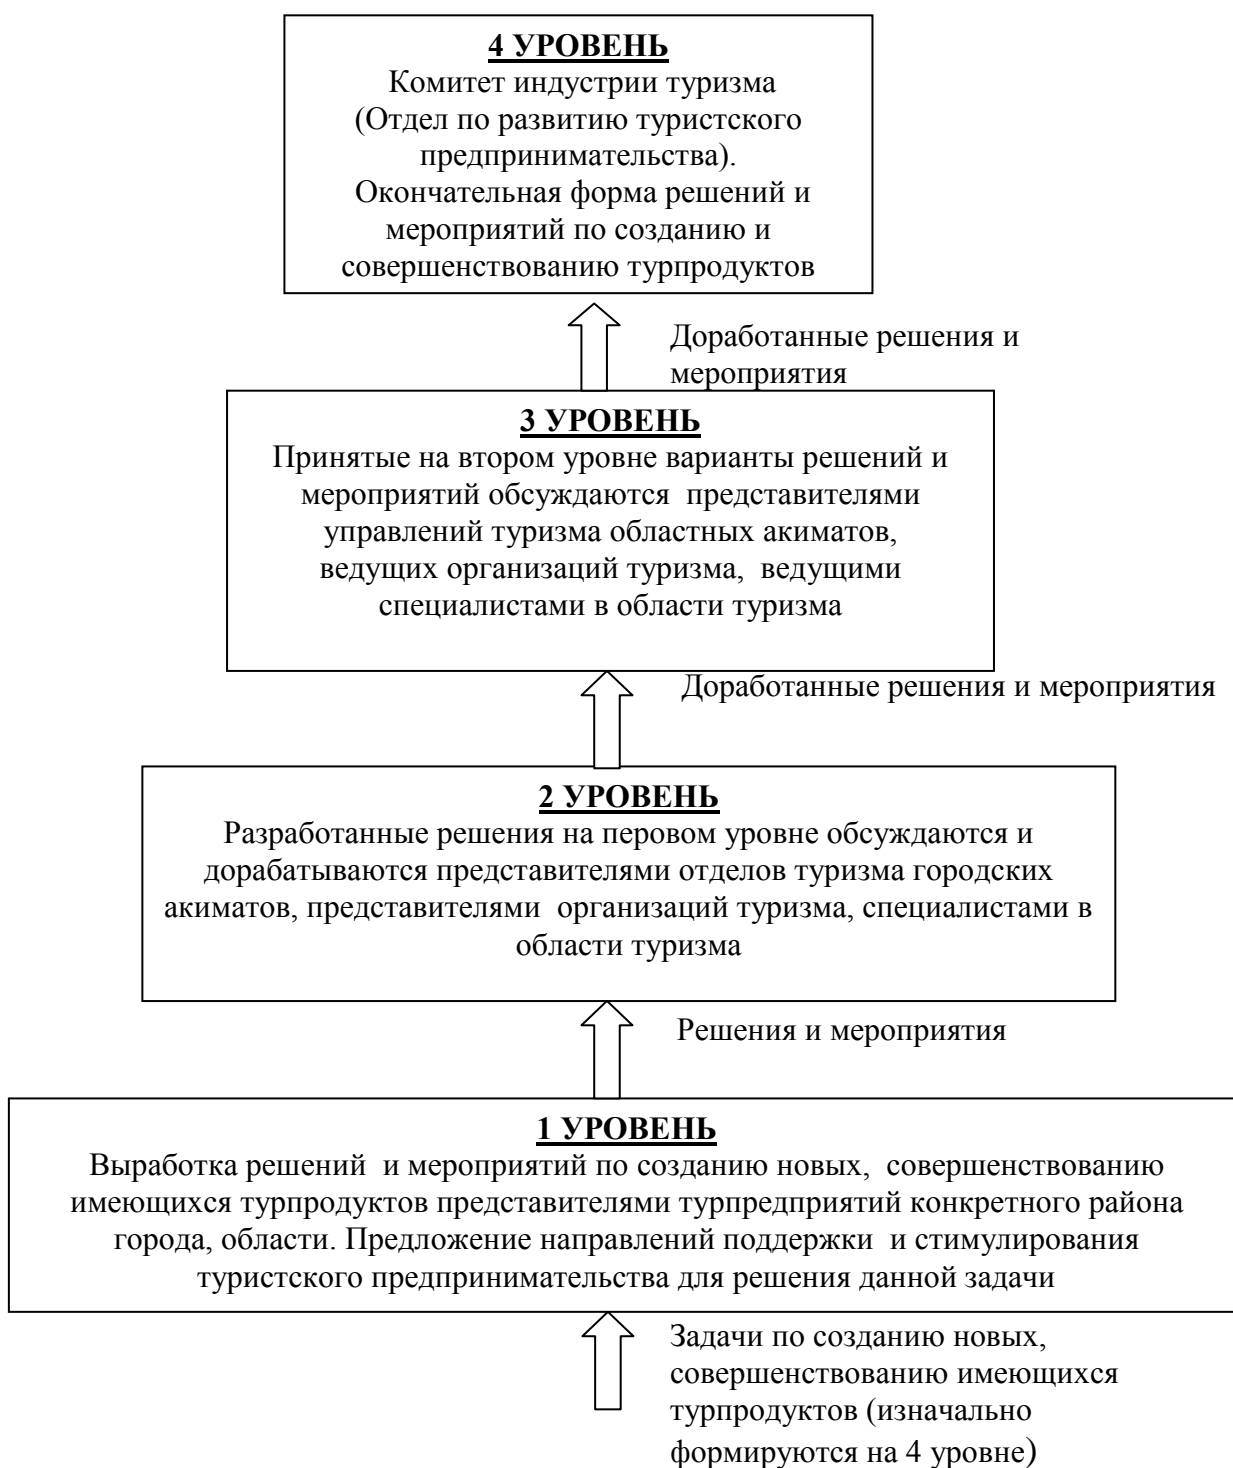 4 УРОВЕНЬ
Комитет индустрии туризма
(Отдел по развитию туристского
предпринимательства).
Окончательная форма решений и
мероприятий по созданию и
совершенствованию турпродуктов
Доработанные решения и
мероприятия
3 УРОВЕНЬ
Принятые на втором уровне варианты решений и
мероприятий обсуждаются представителями
управлений туризма областных акиматов,
ведущих организаций туризма, ведущими
специалистами в области туризма
Доработанные решения и мероприятия
2 УРОВЕНЬ
Разработанные решения на перовом уровне обсуждаются и
дорабатываются представителями отделов туризма городских
акиматов, представителями организаций туризма, специалистами в
области туризма
Решения и мероприятия
1 УРОВЕНЬ
Выработка решений и мероприятий по созданию новых, совершенствованию
имеющихся турпродуктов представителями турпредприятий конкретного района
города, области. Предложение направлений поддержки и стимулирования
туристского предпринимательства для решения данной задачи
Задачи по созданию новых,
совершенствованию имеющихся
турпродуктов (изначально
формируются на 4 уровне)